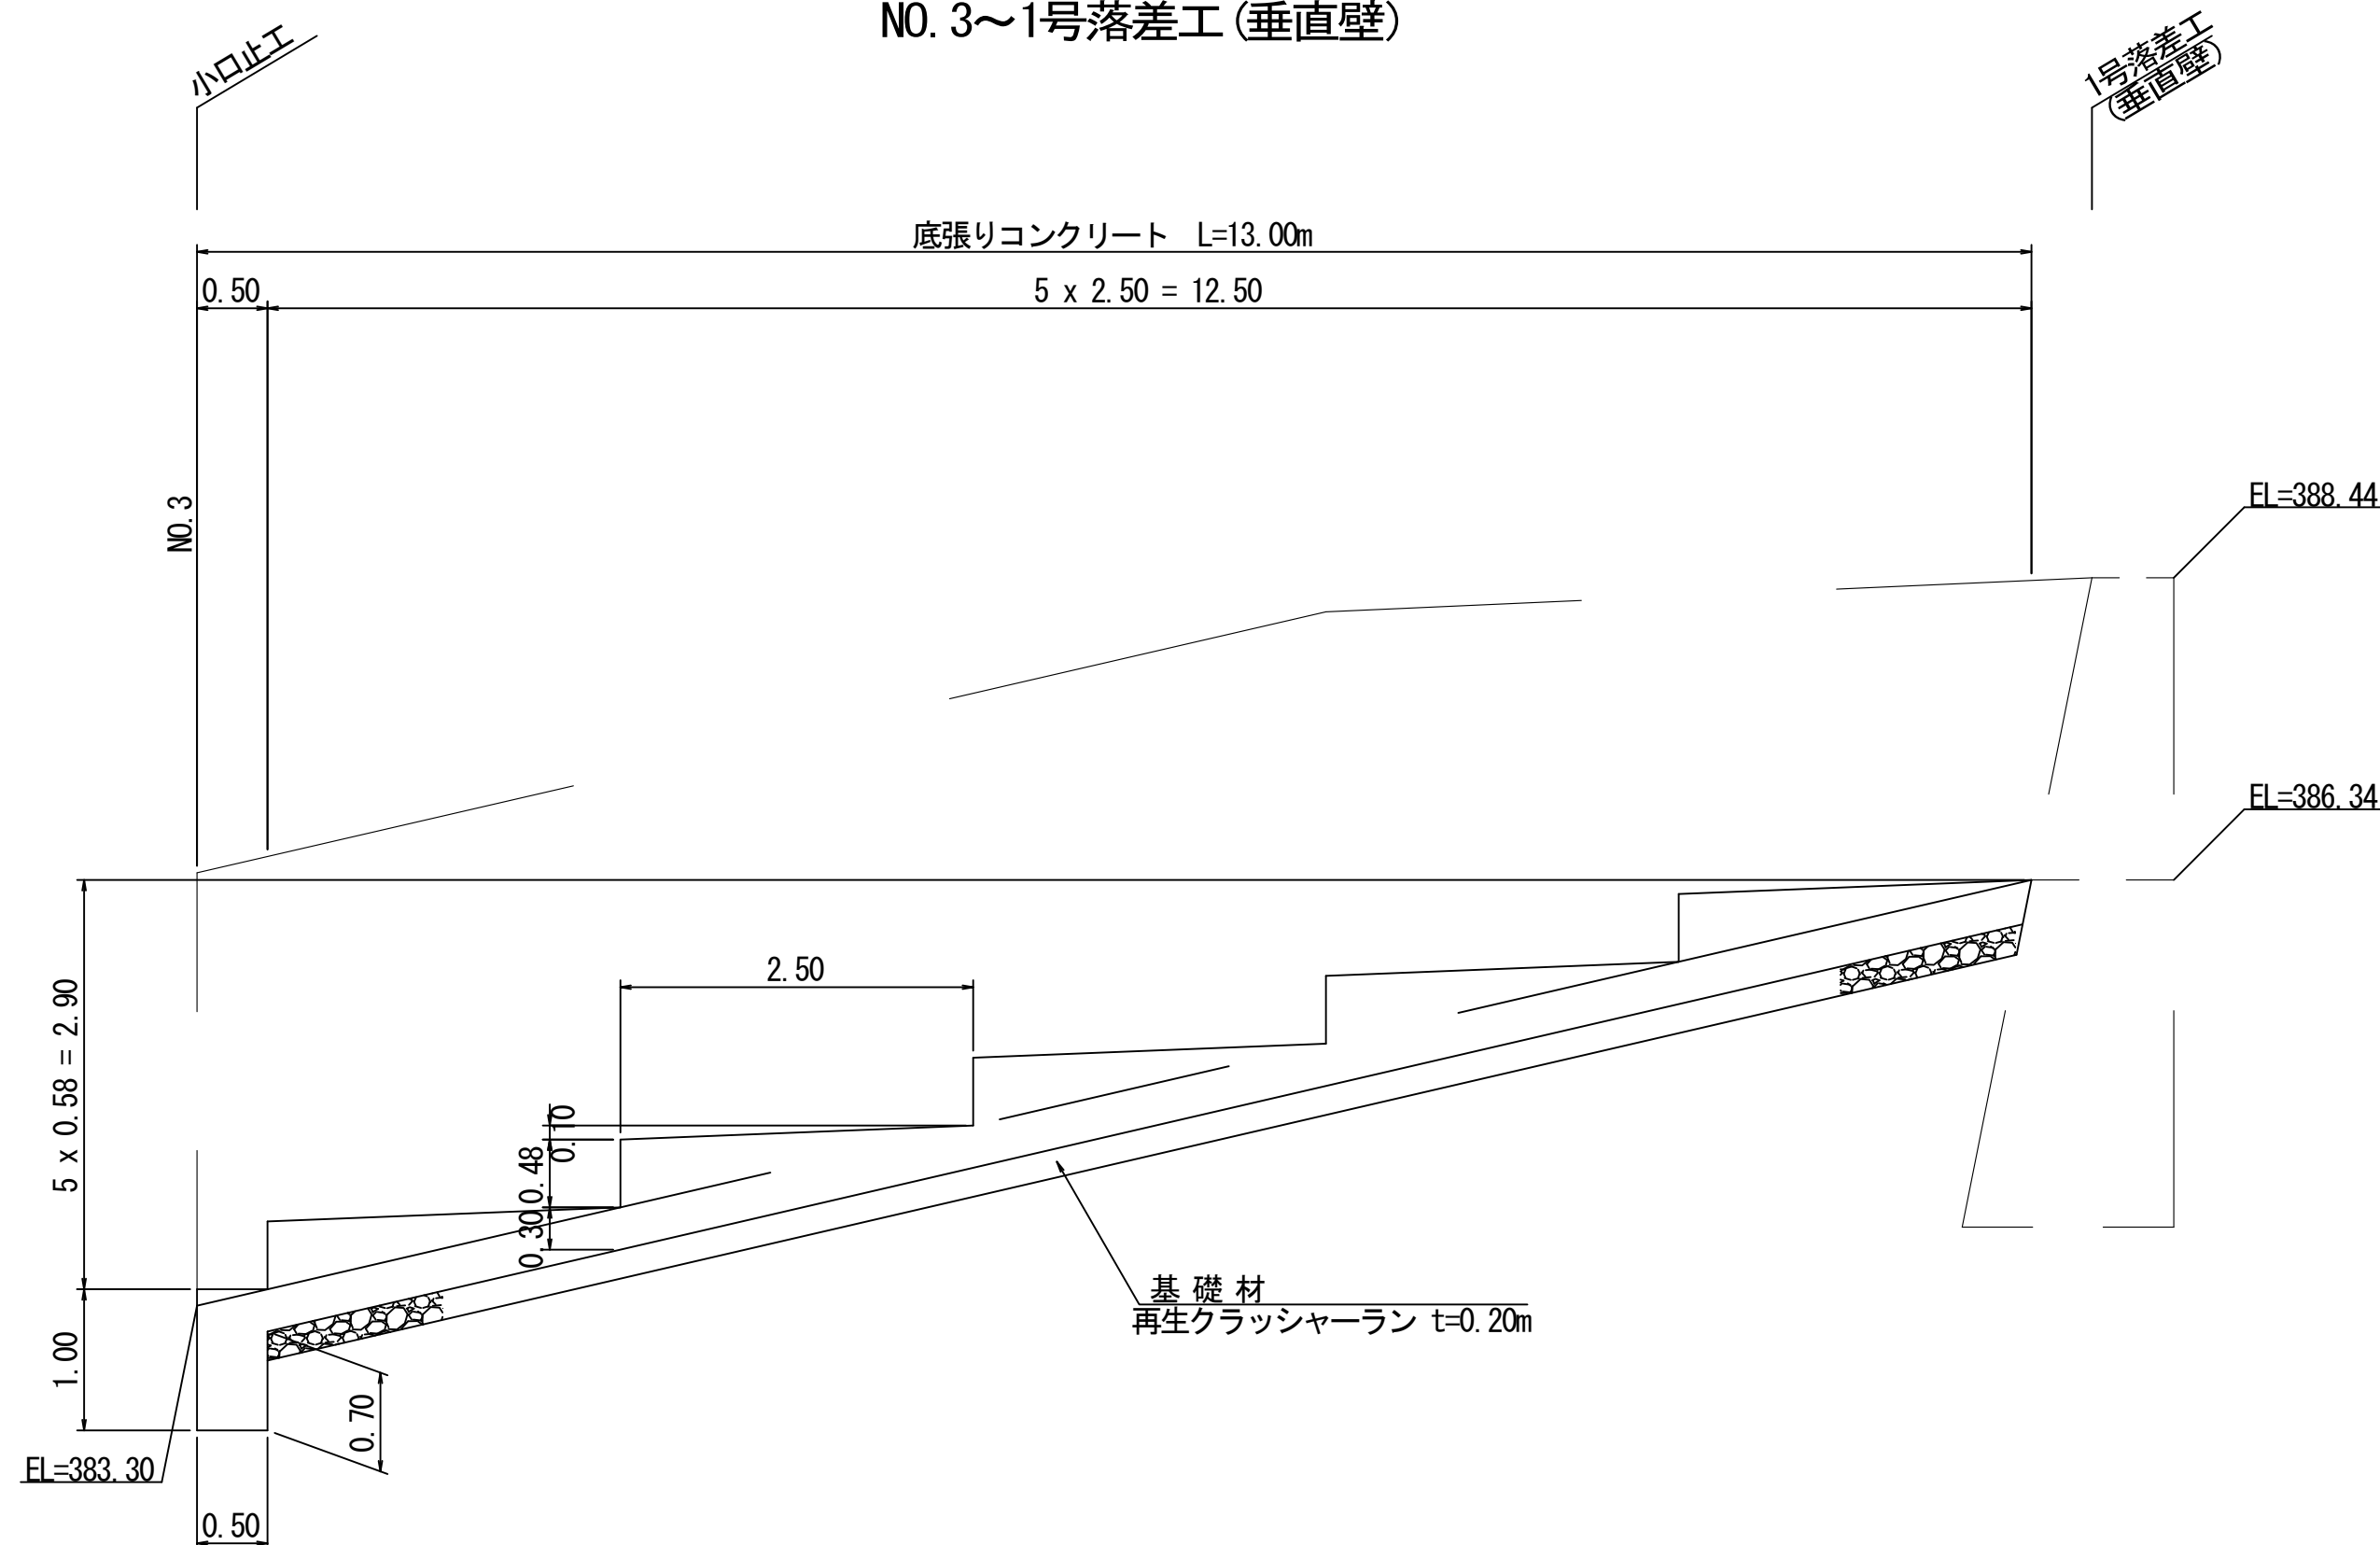 NO.3～1号落差工(垂直壁)
小口止工
1号落差工
(垂直壁)
底張りコンクリート　L=13.00m
0.50
5 x 2.50 = 12.50
NO.3
EL=388.44
EL=386.34
2.50
5 x 0.58 = 2.90
0.10
0.48
0.30
基 礎 材
再生クラッシャーラン t=0.20m
1.00
0.70
EL=383.30
0.50